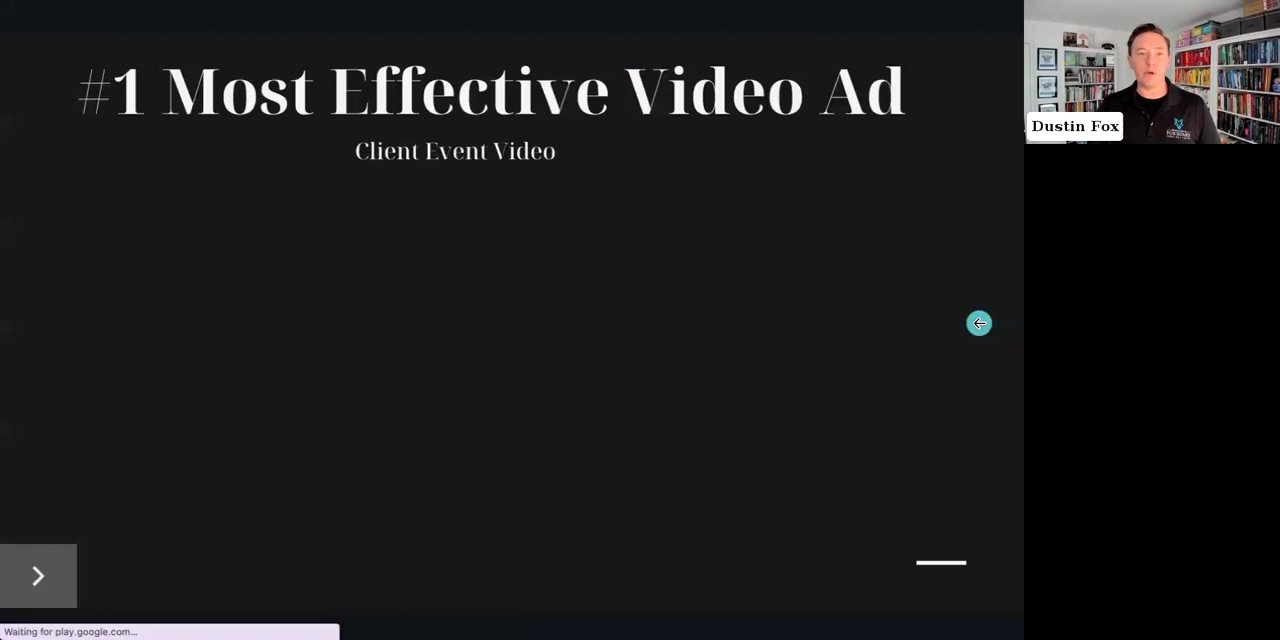 #1 Most Effective Video Ad
Client Event Video
Dustin Fox
Waiting for play.google.com...